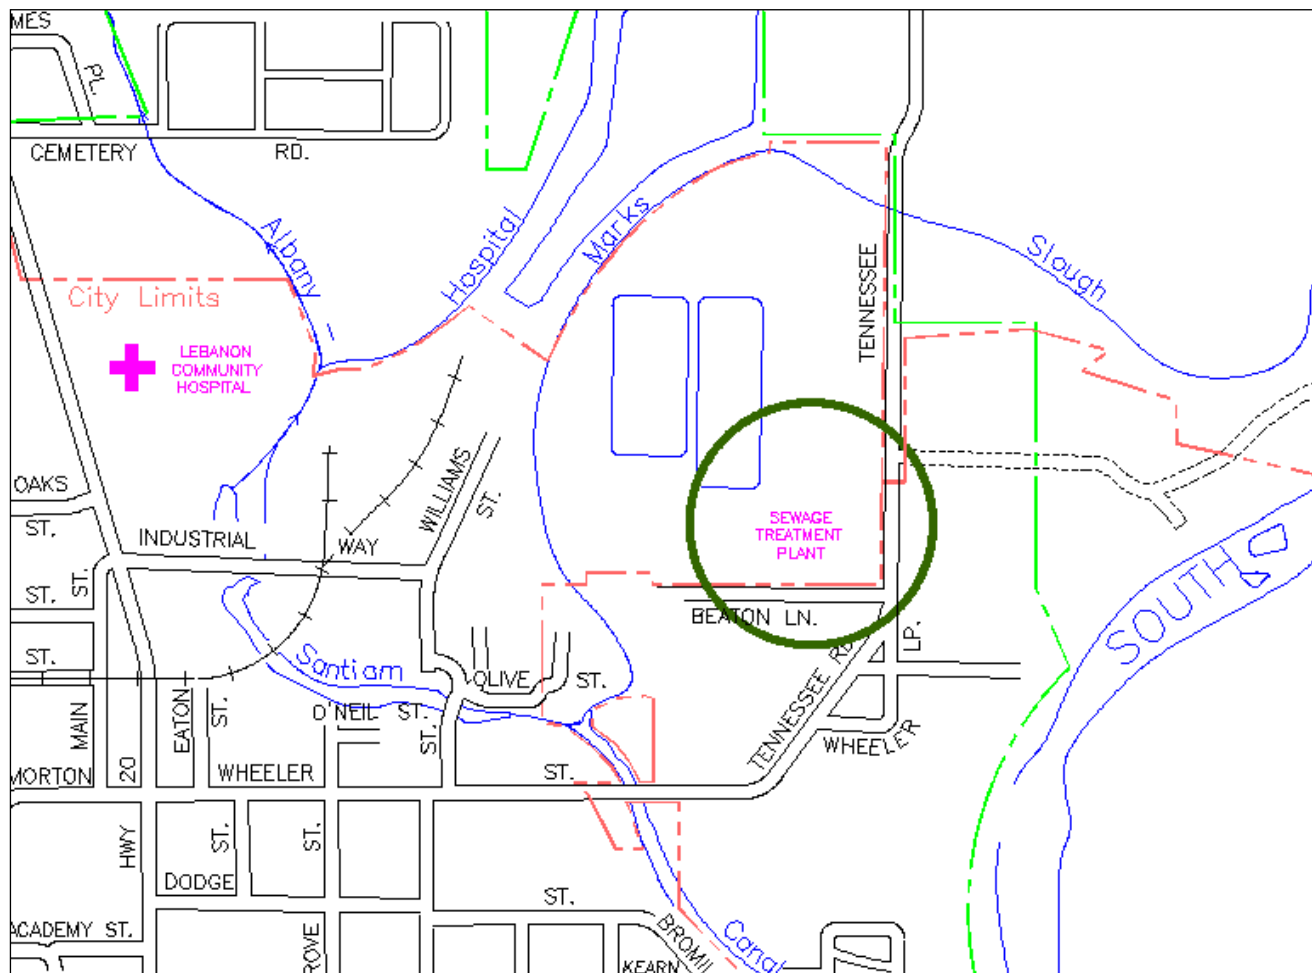 MES
PL.
CEMETERY RD.
Albany
Hospital
Marks
Slough
TENNESSEE
City Limits
LEBANON
COMMUNITY
HOSPITAL
OAKS
ST.
WILLIAMS
ST.
INDUSTRIAL WAY
SEWAGE
TREATMENT
PLANT
SOUTH
ST.
ST.
BEATON LN.
LP.
ST.
Santiam
OLIVE ST.
TENNESSEE RD.
MAIN
EATON
ST.
O'NEIL ST.
ST.
WHEELER
MORTON
20
WHEELER
ST.
HWY
ST.
ST.
DODGE
ST.
ACADEMY ST.
ROVE
BROMIL
Canal
KEARN